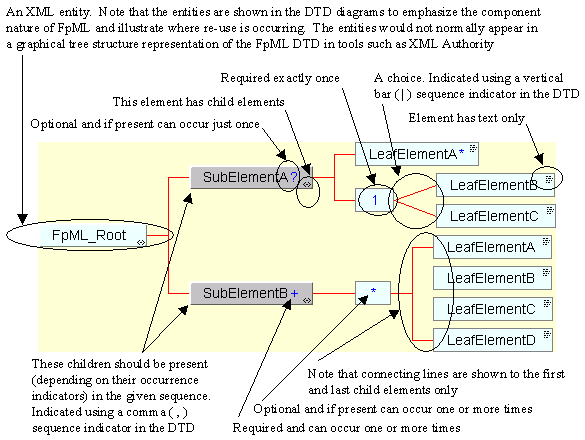 An XML entity.  Note that the entities are shown in the DTD diagrams to emphasize the component
nature of FpML and illustrate where re-use is occurring.  The entities would not normally appear in
a graphical tree structure representation of the FpML DTD in tools such as XML Authority
Required exactly once
A choice. Indicated using a vertical
bar ( | ) sequence indicator in the DTD
This element has child elements
Element has text only
Optional and if present can occur just once
LeafElementA *
SubElementA ?
LeafElementB
1
LeafElementC
FpML_Root
LeafElementA
LeafElementB
SubElementB +
*
LeafElementC
LeafElementD
These children should be present
(depending on their occurrence
indicators) in the given sequence.
Indicated using a comma ( , )
sequence indicator in the DTD
Note that connecting lines are shown to the first
and last child elements only
Optional and if present can occur one or more times
Required and can occur one or more times